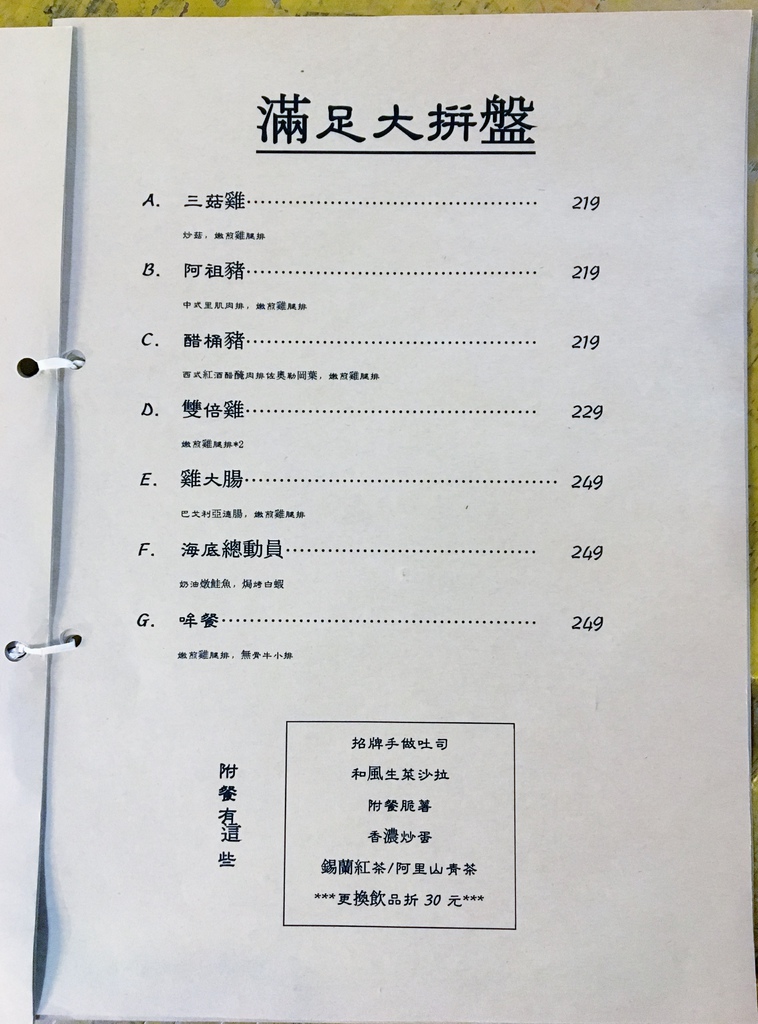 滿足大拼盤
A. 三菇雞 219
炒菇，嫩煎雞腿排
B. 阿祖豬 219
中式里肌肉排，嫩煎雞腿排
C. 醋桶豬 219
西式紅酒醋醃肉排佐奧勒岡葉，嫩煎雞腿排
D. 雙倍雞 229
嫩煎雞腿排*2
E. 雞大腸 249
巴戈利亞德腸，嫩煎雞腿排
F. 海底總動員 249
奶油燉鮭魚，焗烤白蝦
G. 哞餐 249
嫩煎雞腿排，無骨牛小排
附餐有這些
招牌手做吐司
和風生菜沙拉
附餐脆薯
香濃炒蛋
錫蘭紅茶/阿里山青茶
***更換飲品折 30 元***